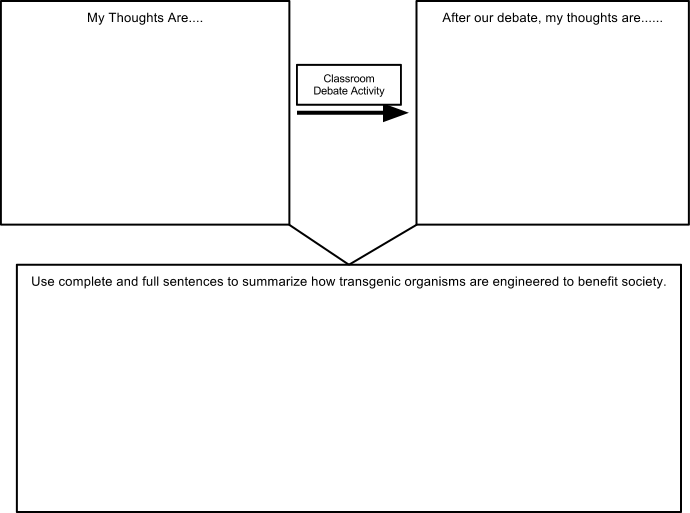 My Thoughts Are....
Classroom
Debate Activity
After our debate, my thoughts are......
Use complete and full sentences to summarize how transgenic organisms are engineered to benefit society.